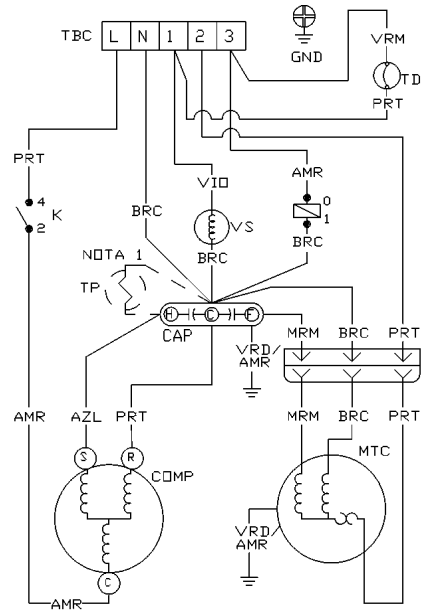 TBC L N 1 2 3
GND
VRM
TD
PRT
PRT
4
K
2
VIO
AMR
0
1
BRC
VS
BRC
BRC
NOTA 1
TP
H C F
CAP
VRD/
AMR
MRM BRC PRT
AMR AZL PRT MRM BRC PRT
S R
COMP
MTC
VRD/
AMR
C
AMR